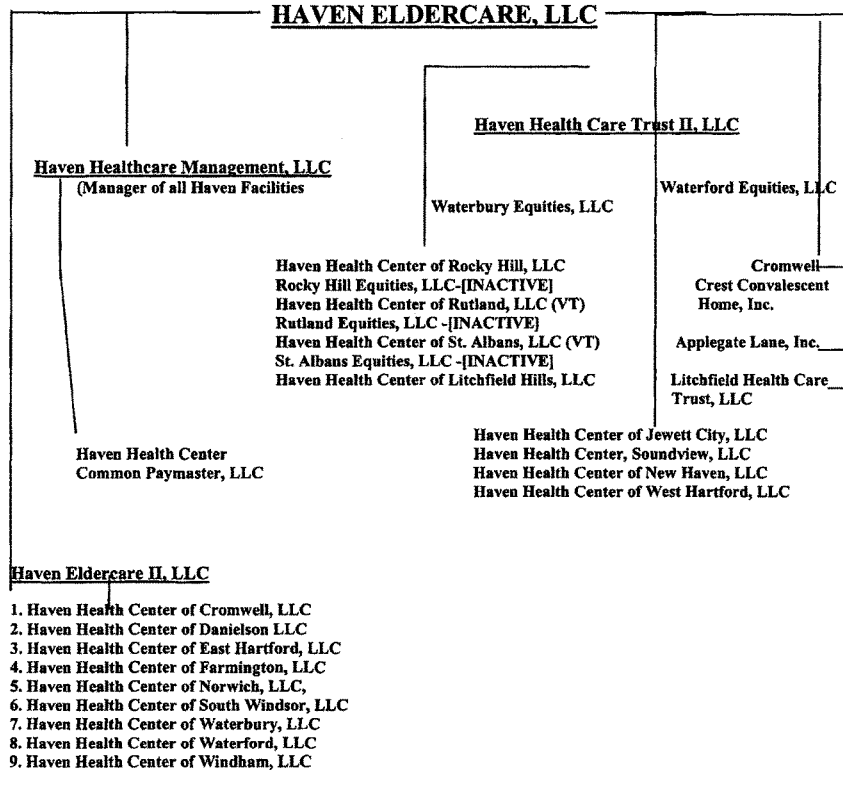 HAVEN ELDERCARE, LLC
Haven Health Care Trust II, LLC
Haven Healthcare Management, LLC
(Manager of all Haven Facilities
Waterbury Equities, LLC
Waterford Equities, LLC
Haven Health Center of Rocky Hill, LLC
Rocky Hill Equities, LLC-[INACTIVE]
Haven Health Center of Rutland, LLC (VT)
Rutland Equities, LLC -[INACTIVE]
Haven Health Center of St. Albans, LLC (VT)
St. Albans Equities, LLC -[INACTIVE]
Haven Health Center of Litchfield Hills, LLC
Cromwell
Crest Convalescent
Home, Inc.
Applegate Lane, Inc.
Litchfield Health Care
Trust, LLC
Haven Health Center of Jewett City, LLC
Haven Health Center, Soundview, LLC
Haven Health Center of New Haven, LLC
Haven Health Center of West Hartford, LLC
Haven Health Center
Common Paymaster, LLC
Haven Eldercare II, LLC
1. Haven Health Center of Cromwell, LLC
2. Haven Health Center of Danielson LLC
3. Haven Health Center of East Hartford, LLC
4. Haven Health Center of Farmington, LLC
5. Haven Health Center of Norwich, LLC,
6. Haven Health Center of South Windsor, LLC
7. Haven Health Center of Waterbury, LLC
8. Haven Health Center of Waterford, LLC
9. Haven Health Center of Windham, LLC